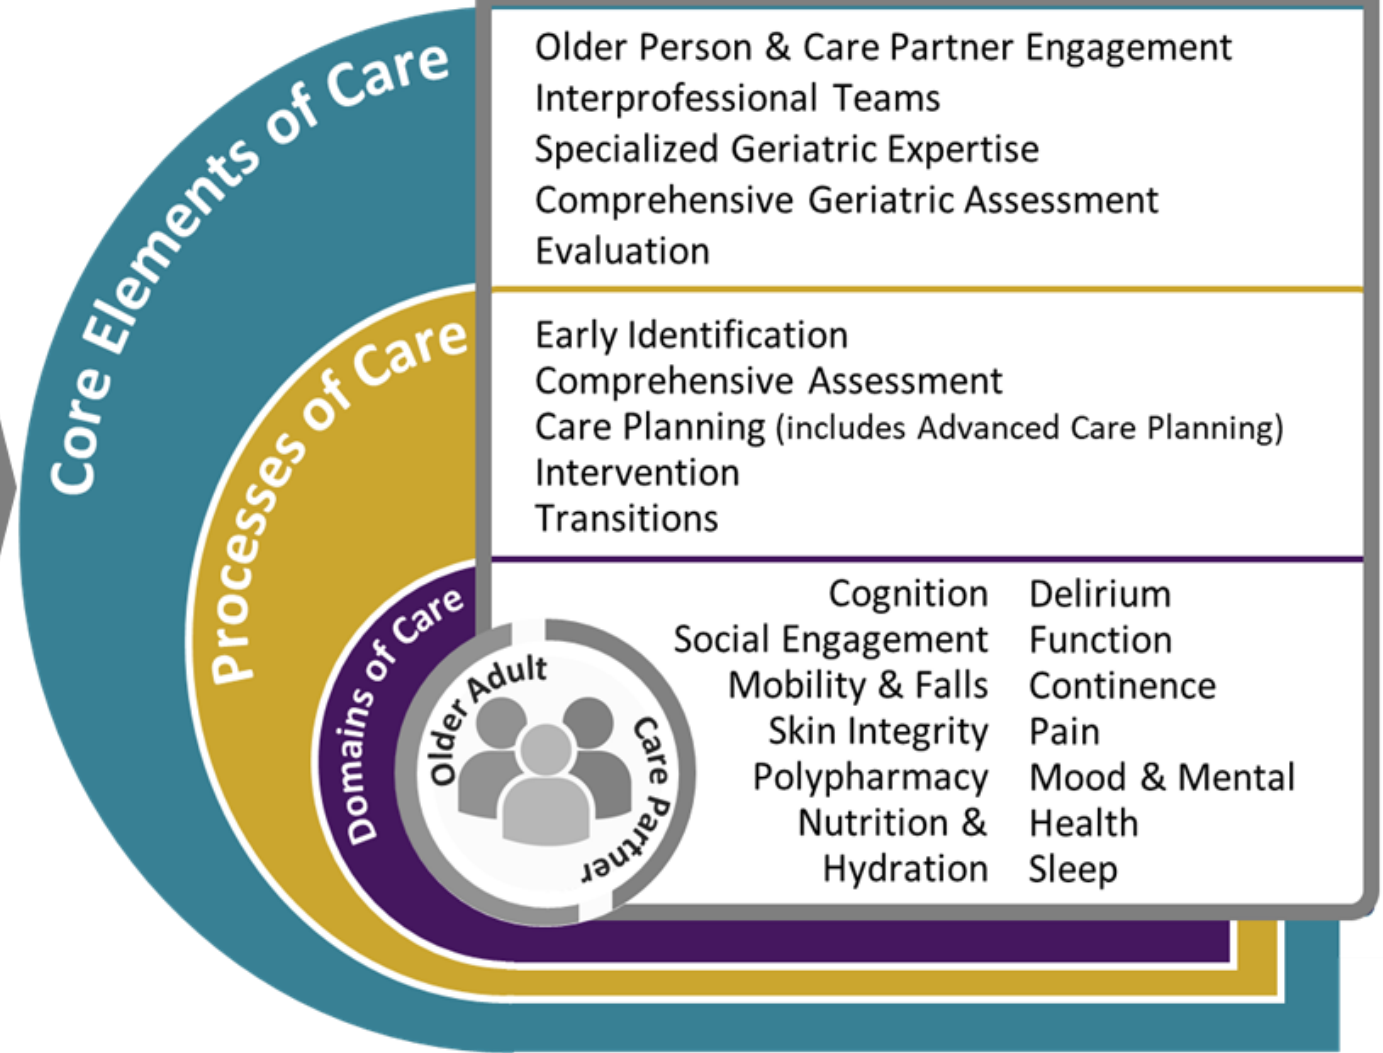 Core Elements of Care
Older Person & Care Partner Engagement
Interprofessional Teams
Specialized Geriatric Expertise
Comprehensive Geriatric Assessment
Evaluation
Processes of Care
Early Identification
Comprehensive Assessment
Care Planning (includes Advanced Care Planning)
Intervention
Transitions
Domains of Care
Older Adult
Care Partner
Cognition
Social Engagement
Mobility & Falls
Skin Integrity
Polypharmacy
Nutrition &
Hydration
Delirium
Function
Continence
Pain
Mood & Mental
Health
Sleep